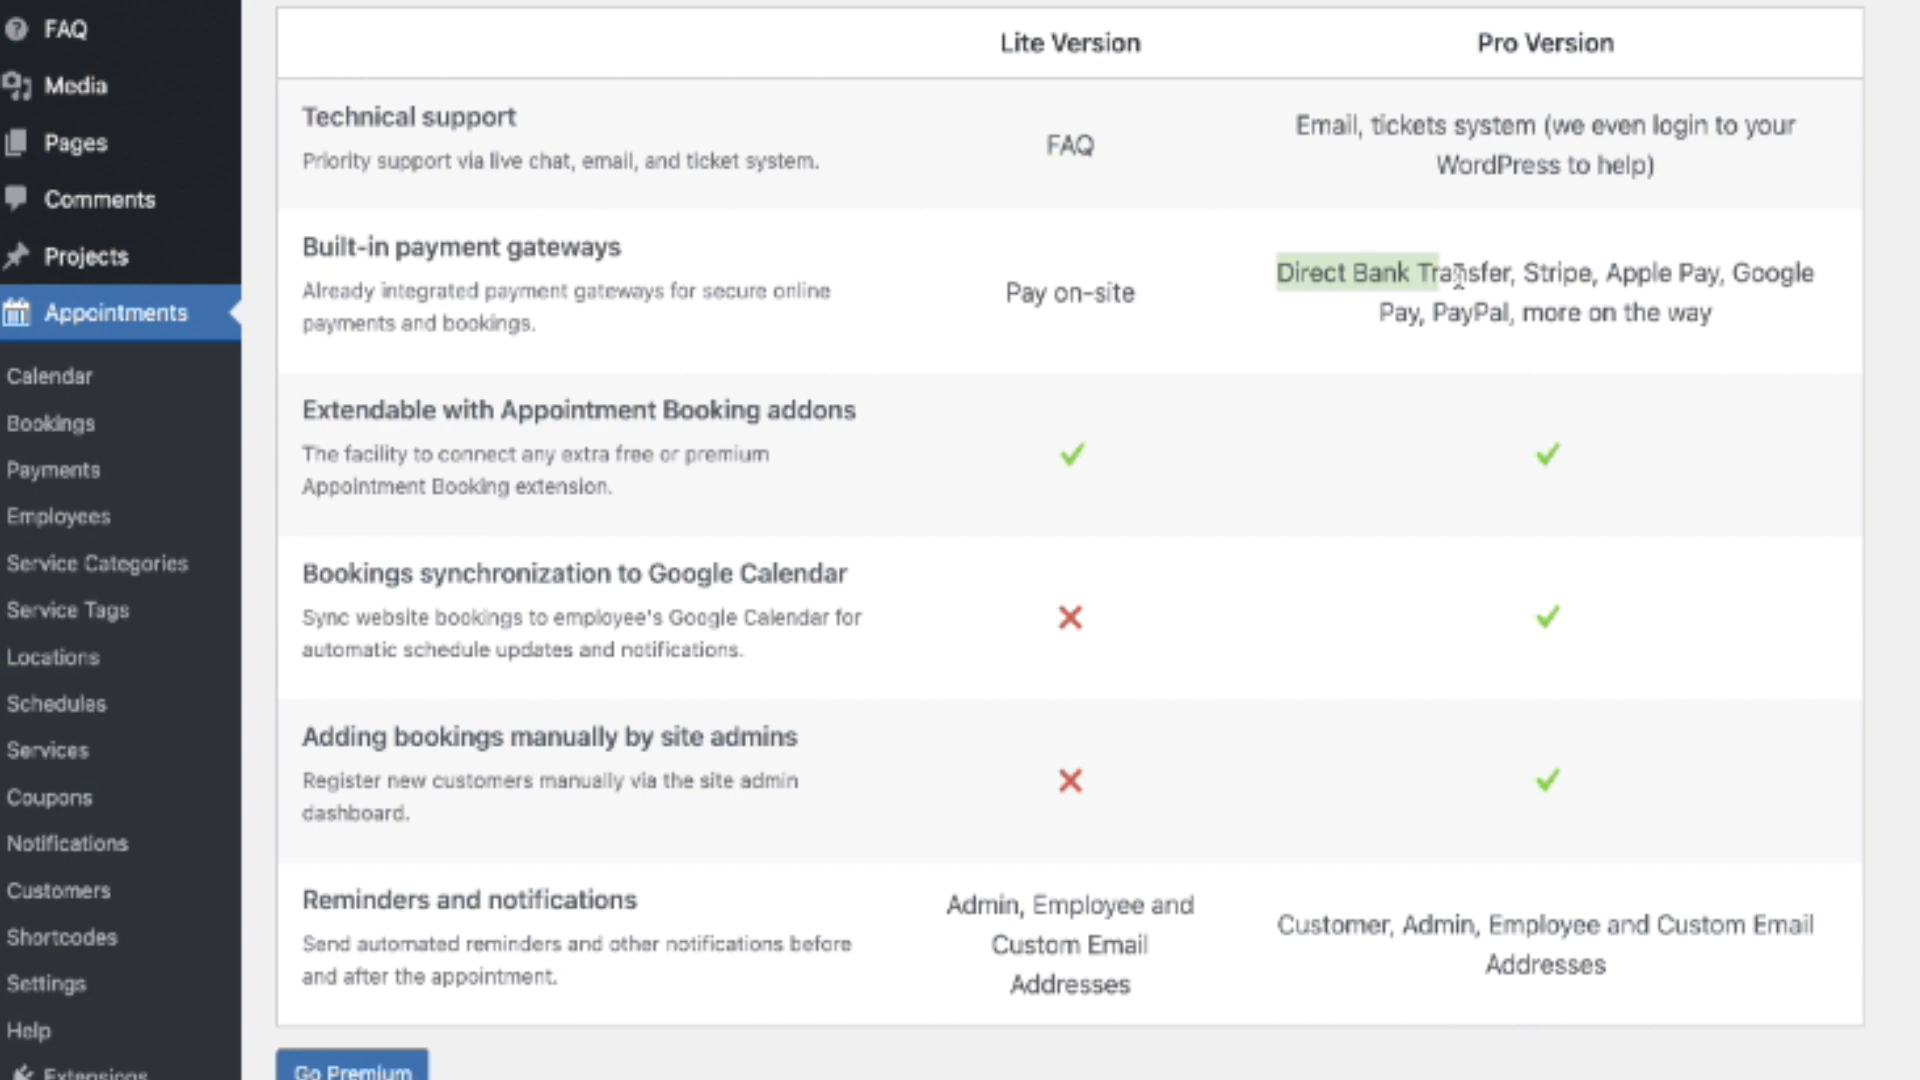 FAQ
Media
Pages
Comments
Projects
Appointments
Calendar
Bookings
Payments
Employees
Service Categories
Service Tags
Locations
Schedules
Services
Coupons
Notifications
Customers
Shortcodes
Settings
Help
Extensions
Lite Version
Pro Version
Technical support
Priority support via live chat, email, and ticket system.
FAQ
Email, tickets system (we even login to your
WordPress to help)
Built-in payment gateways
Already integrated payment gateways for secure online
payments and bookings.
Pay on-site
Direct Bank Transfer, Stripe, Apple Pay, Google
Pay, PayPal, more on the way
Extendable with Appointment Booking addons
The facility to connect any extra free or premium
Appointment Booking extension.
Bookings synchronization to Google Calendar
Sync website bookings to employee's Google Calendar for
automatic schedule updates and notifications.
Adding bookings manually by site admins
Register new customers manually via the site admin
dashboard.
Reminders and notifications
Send automated reminders and other notifications before
and after the appointment.
Admin, Employee and
Custom Email
Addresses
Customer, Admin, Employee and Custom Email
Addresses
Go Premium